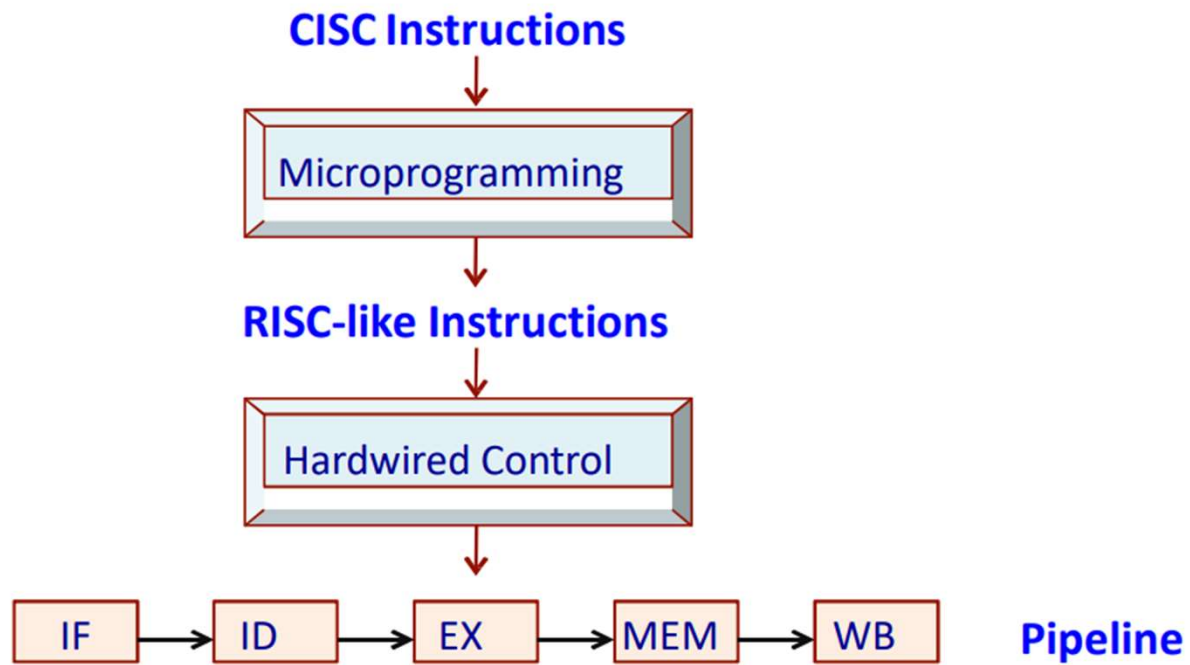 CISC Instructions
Microprogramming
RISC-like Instructions
Hardwired Control
IF ID EX MEM WB Pipeline